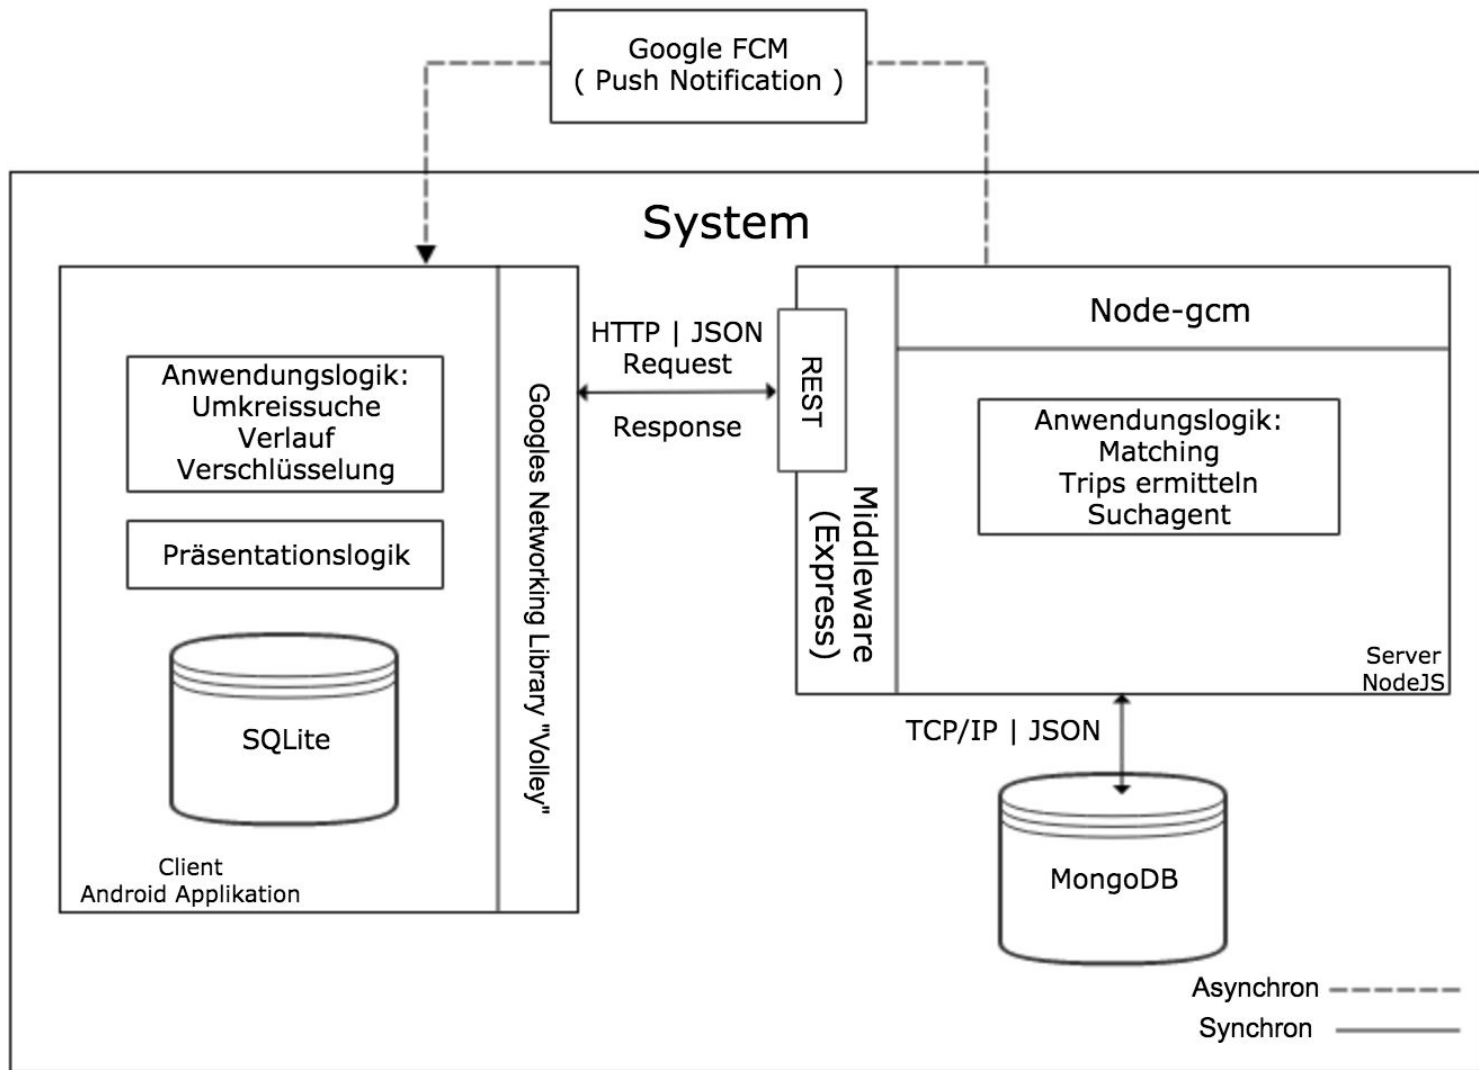 Google FCM
( Push Notification )
System
Anwendungslogik:
Umkreissuche
Verlauf
Verschlüsselung
Präsentationslogik
SQLite
Client
Android Applikation
Googles Networking Library "Volley"
HTTP | JSON
Request
Response
REST
Middleware
(Express)
Node-gcm
Anwendungslogik:
Matching
Trips ermitteln
Suchagent
Server
NodeJS
TCP/IP | JSON
MongoDB
Asynchron
Synchron